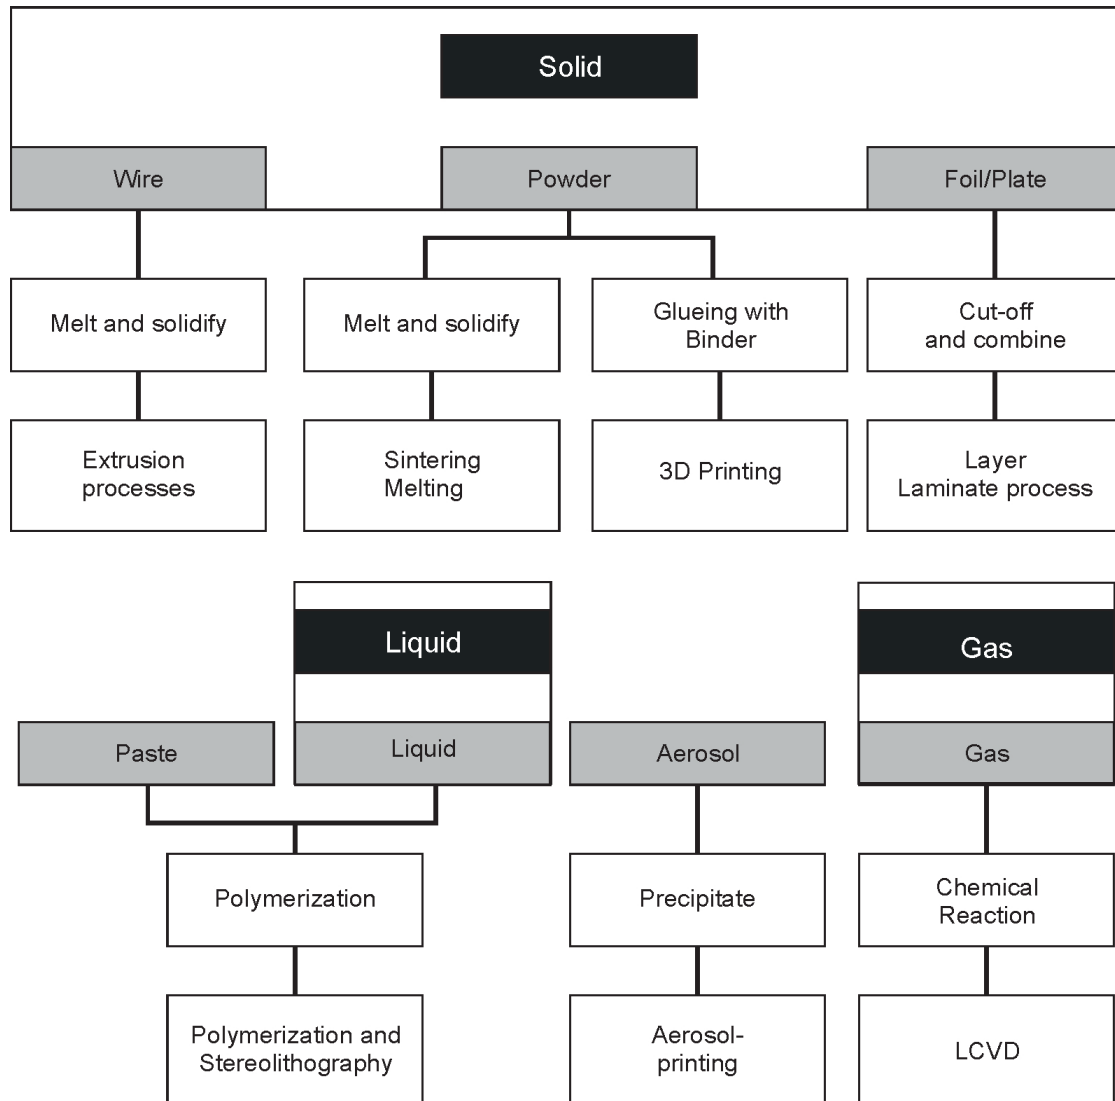 Solid
Wire
Powder
Foil/Plate
Melt and solidify
Melt and solidify
Glueing with
Binder
Cut-off
and combine
Extrusion
processes
Sintering
Melting
3D Printing
Layer
Laminate process
Liquid
Gas
Paste
Liquid
Aerosol
Gas
Polymerization
Precipitate
Chemical
Reaction
Polymerization and
Stereolithography
Aerosol-
printing
LCVD